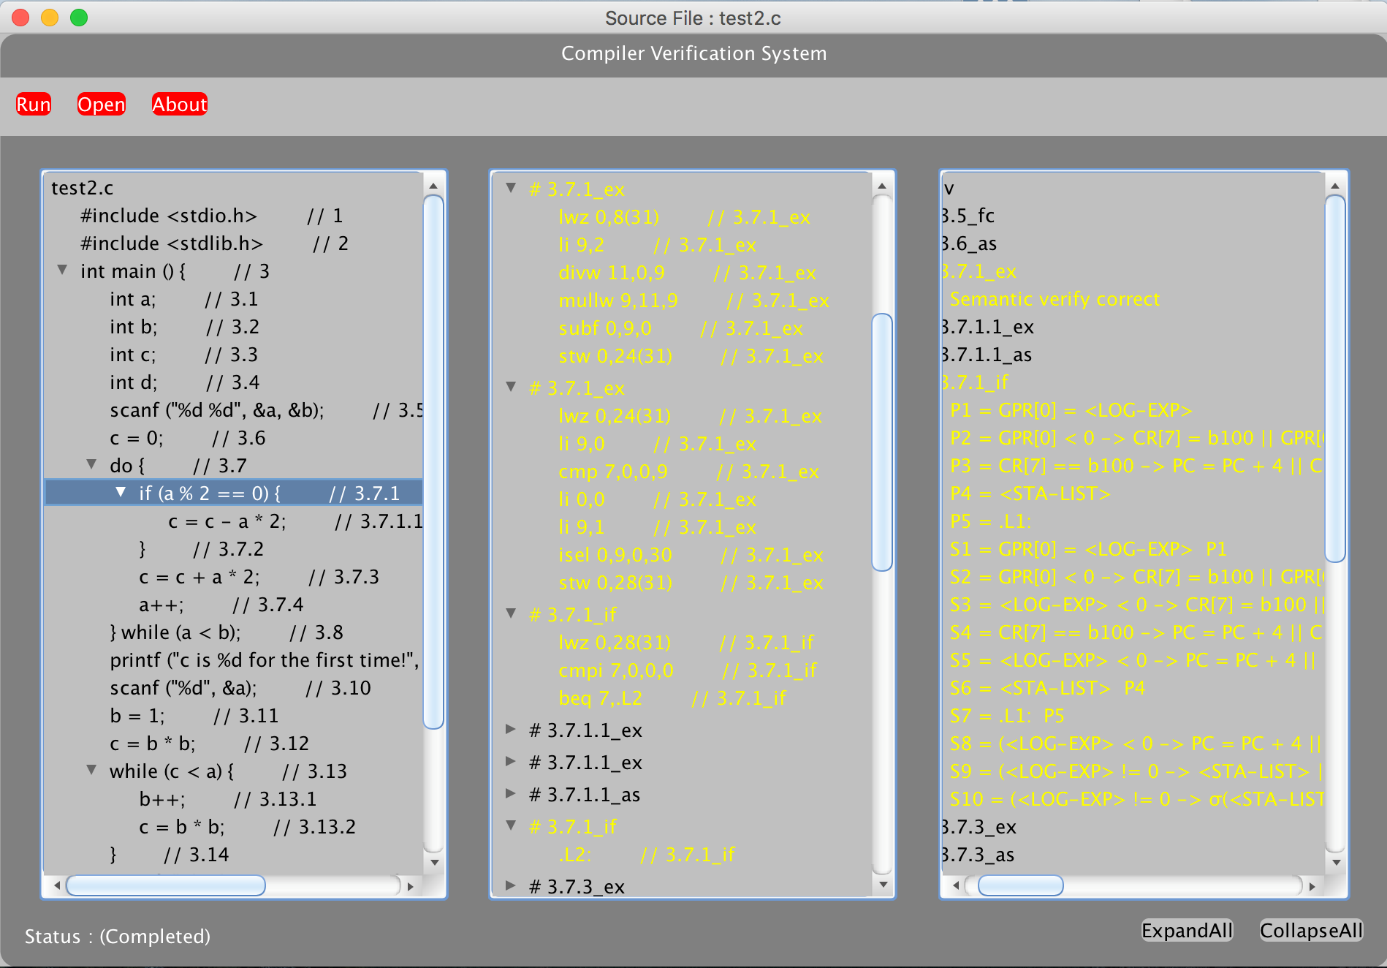 Source File : test2.c
Compiler Verification System
Run Open About
test2.c
#include <stdio.h> // 1
#include <stdlib.h> // 2
int main () { // 3
int a; // 3.1
int b; // 3.2
int c; // 3.3
int d; // 3.4
scanf ("%d %d", &a, &b); // 3.5
c = 0; // 3.6
do { // 3.7
if (a % 2 == 0) { // 3.7.1
c = c - a * 2; // 3.7.1.1
} // 3.7.2
c = c + a * 2; // 3.7.3
a++; // 3.7.4
} while (a < b); // 3.8
printf ("c is %d for the first time!",
scanf ("%d", &a); // 3.10
b = 1; // 3.11
c = b * b; // 3.12
while (c < a) { // 3.13
b++; // 3.13.1
c = b * b; // 3.13.2
} // 3.14
# 3.7.1_ex
lwz 0,8(31) // 3.7.1_ex
li 9,2 // 3.7.1_ex
divw 11,0,9 // 3.7.1_ex
mullw 9,11,9 // 3.7.1_ex
subf 0,9,0 // 3.7.1_ex
stw 0,24(31) // 3.7.1_ex
# 3.7.1_ex
lwz 0,24(31) // 3.7.1_ex
li 9,0 // 3.7.1_ex
cmp 7,0,0,9 // 3.7.1_ex
li 0,0 // 3.7.1_ex
li 9,1 // 3.7.1_ex
isel 0,9,0,30 // 3.7.1_ex
stw 0,28(31) // 3.7.1_ex
# 3.7.1_if
lwz 0,28(31) // 3.7.1_if
cmpi 7,0,0,0 // 3.7.1_if
beq 7,.L2 // 3.7.1_if
# 3.7.1.1_ex
# 3.7.1.1_ex
# 3.7.1.1_as
# 3.7.1_if
.L2: // 3.7.1_if
# 3.7.3_ex
v
3.5_fc
3.6_as
3.7.1_ex
Semantic verify correct
3.7.1.1_ex
3.7.1.1_as
3.7.1_if
P1 = GPR[0] = <LOG-EXP>
P2 = GPR[0] < 0 -> CR[7] = b100 || GPR[
P3 = CR[7] == b100 -> PC = PC + 4 || C
P4 = <STA-LIST>
P5 = .L1:
S1 = GPR[0] = <LOG-EXP> P1
S2 = GPR[0] < 0 -> CR[7] = b100 || GPR[
S3 = <LOG-EXP> < 0 -> CR[7] = b100 ||
S4 = CR[7] == b100 -> PC = PC + 4 || C
S5 = <LOG-EXP> < 0 -> PC = PC + 4 ||
S6 = <STA-LIST> P4
S7 = .L1: P5
S8 = (<LOG-EXP> < 0 -> PC = PC + 4 ||
S9 = (<LOG-EXP> != 0 -> <STA-LIST> |
S10 = (<LOG-EXP> != 0 -> σ(<STA-LIST
3.7.3_ex
3.7.3_as
Status : (Completed)
ExpandAll CollapseAll